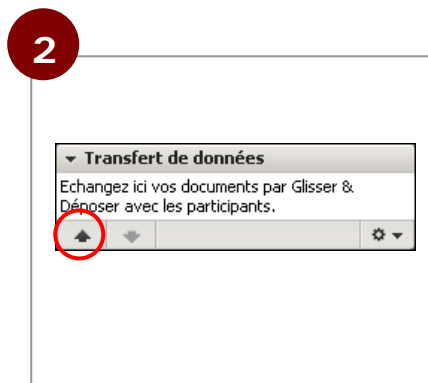 2
Transfert de données
Echangez ici vos documents par Glisser &
Déposer avec les participants.